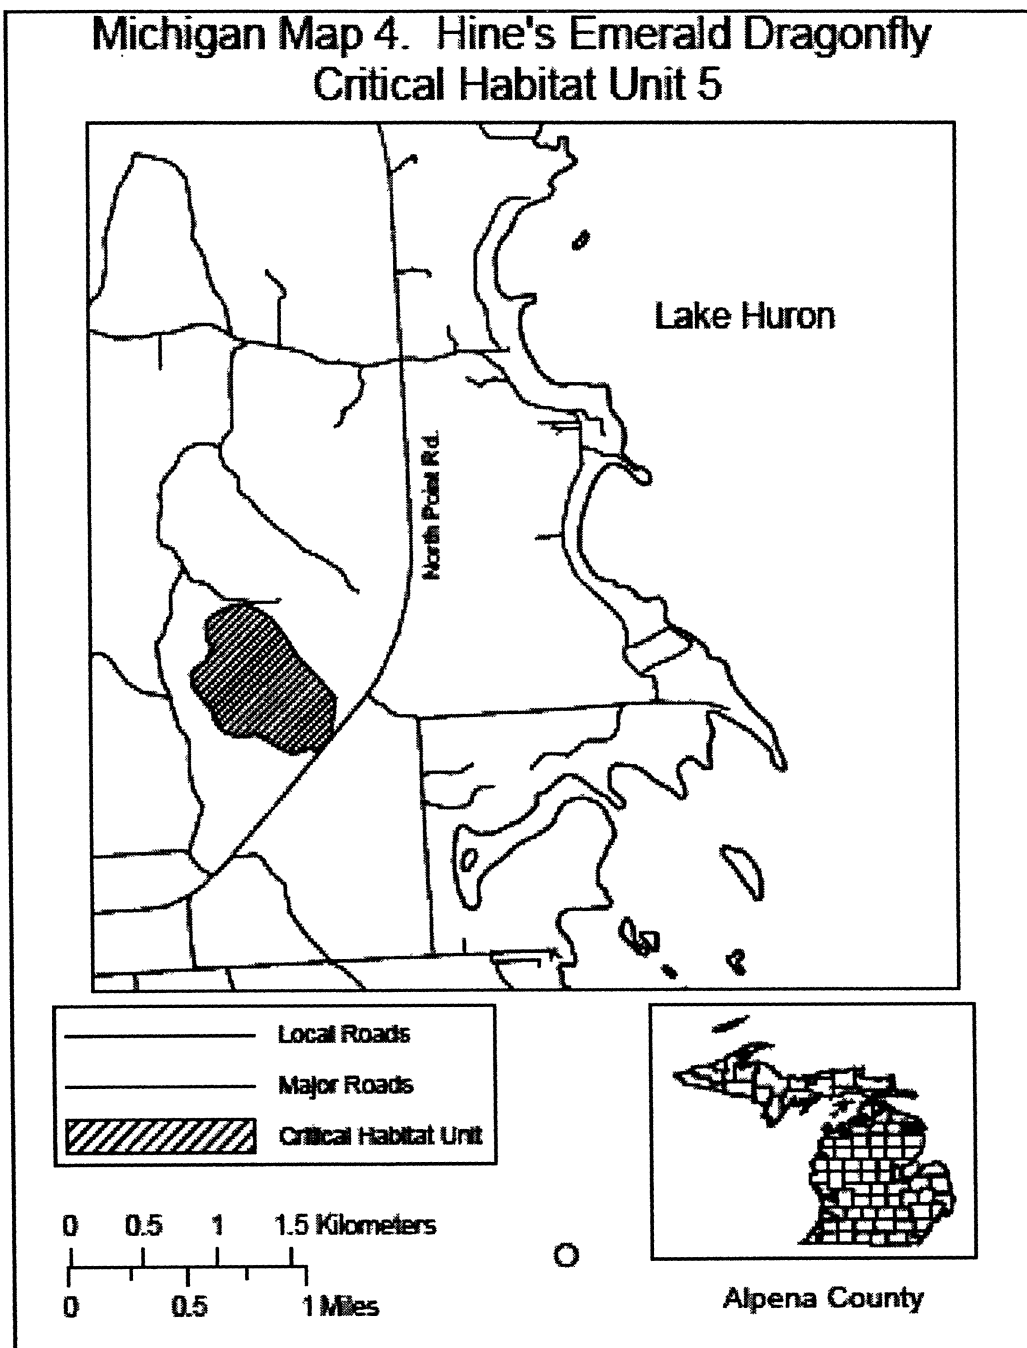 Michigan Map 4. Hine's Emerald Dragonfly
Critical Habitat Unit 5
Lake Huron
North Point Rd.
Local Roads
Major Roads
Critical Habitat Unit
0 0.5 1 1.5 Kilometers
0 0.5 1 Miles
Alpena County